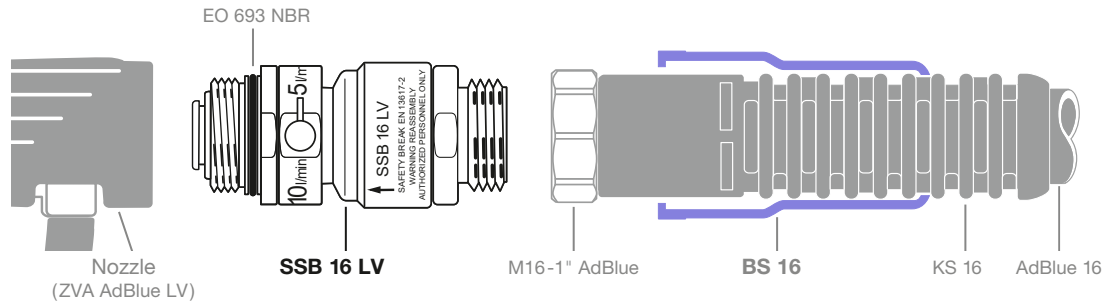 EO 693 NBR
10 l/min
5 l/m
SSB 16 LV
SAFETY BREAK EN 13617-2
WARNING REASSEMBLY
AUTHORIZED PERSONNEL ONLY
Nozzle
(ZVA AdBlue LV)
SSB 16 LV
M16-1" AdBlue
BS 16
KS 16
AdBlue 16